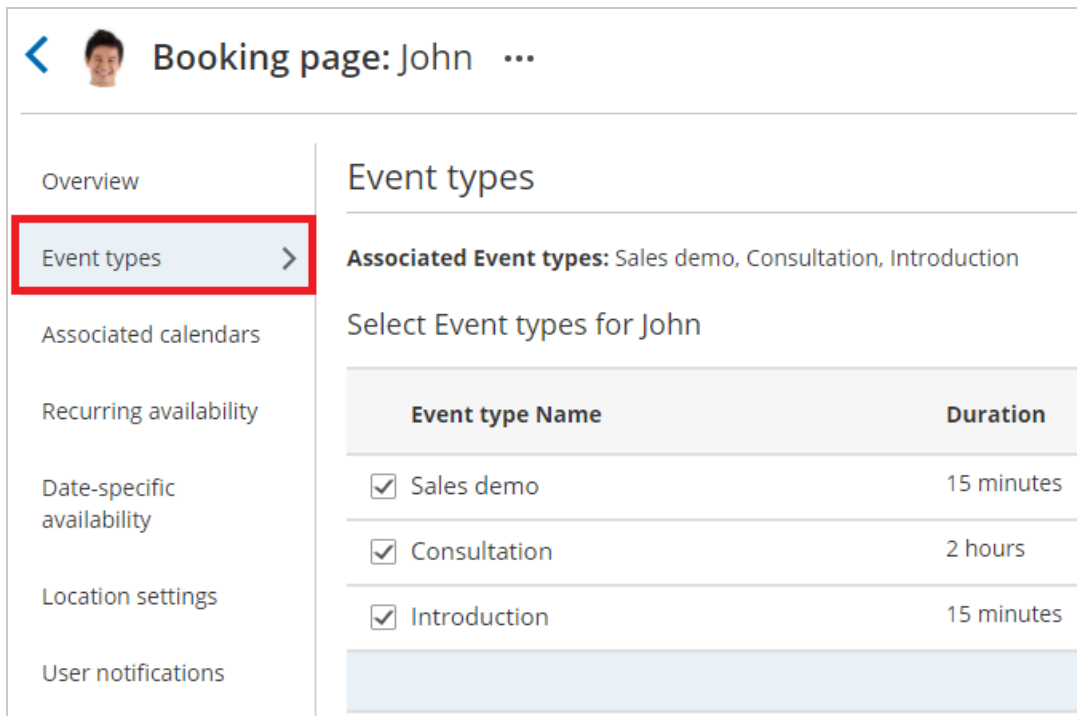 Booking page: John ...
Overview
Event types
Associated calendars
Recurring availability
Date-specific
availability
Location settings
User notifications
Event types
Associated Event types: Sales demo, Consultation, Introduction
Select Event types for John
Event type Name Duration
Sales demo 15 minutes
Consultation 2 hours
Introduction 15 minutes